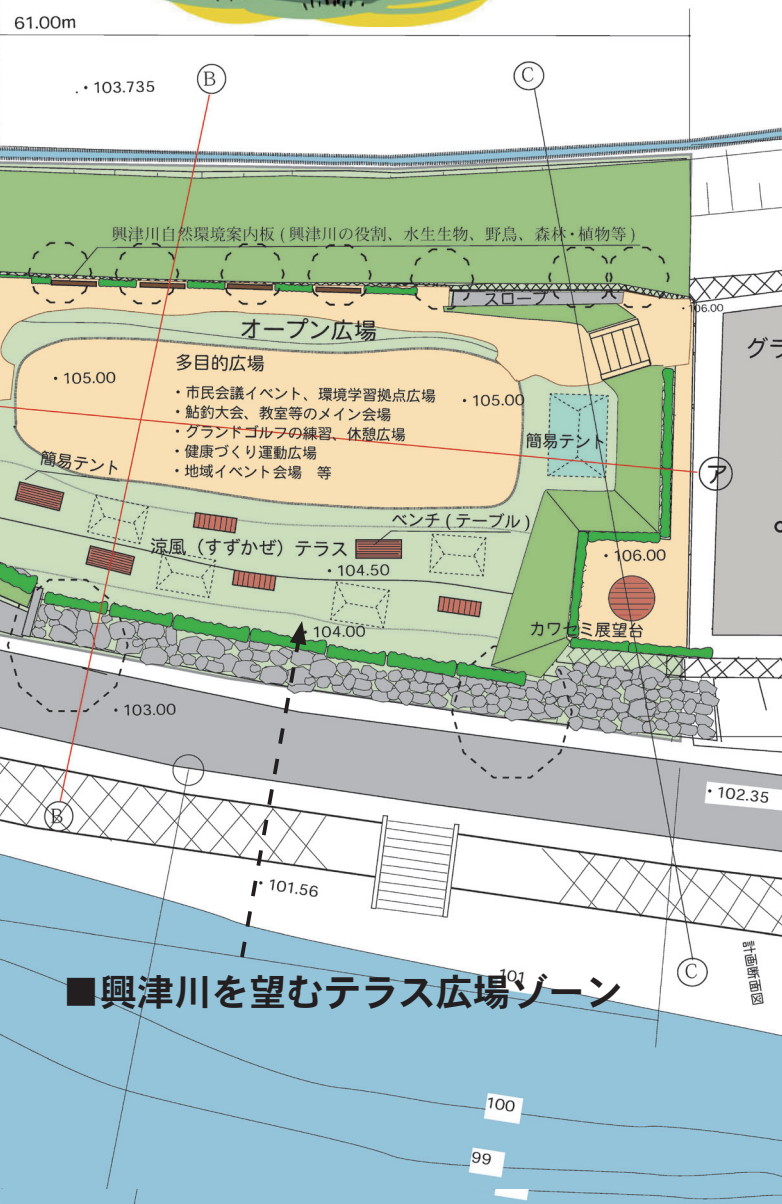 61.00m
B
C
.・103.735
興津川自然環境案内板 ( 興津川の役割、水生生物、野鳥、森林・植物等 )
スロープ
・106.00
オープン広場
グラ
多目的広場
・105.00
・市民会議イベント、環境学習拠点広場
・105.00
・鮎釣大会、教室等のメイン会場
・グランドゴルフの練習、休憩広場
簡易テント
・健康づくり運動広場
簡易テント
・地域イベント会場　等
ア
ベンチ ( テーブル )
涼風（すずかぜ）テラス
・106.00
・104.50
カワセミ展望台
・104.00
・103.00
・102.35
B
・101.56
計画断面図
C
101
■興津川を望むテラス広場ゾーン
100
99